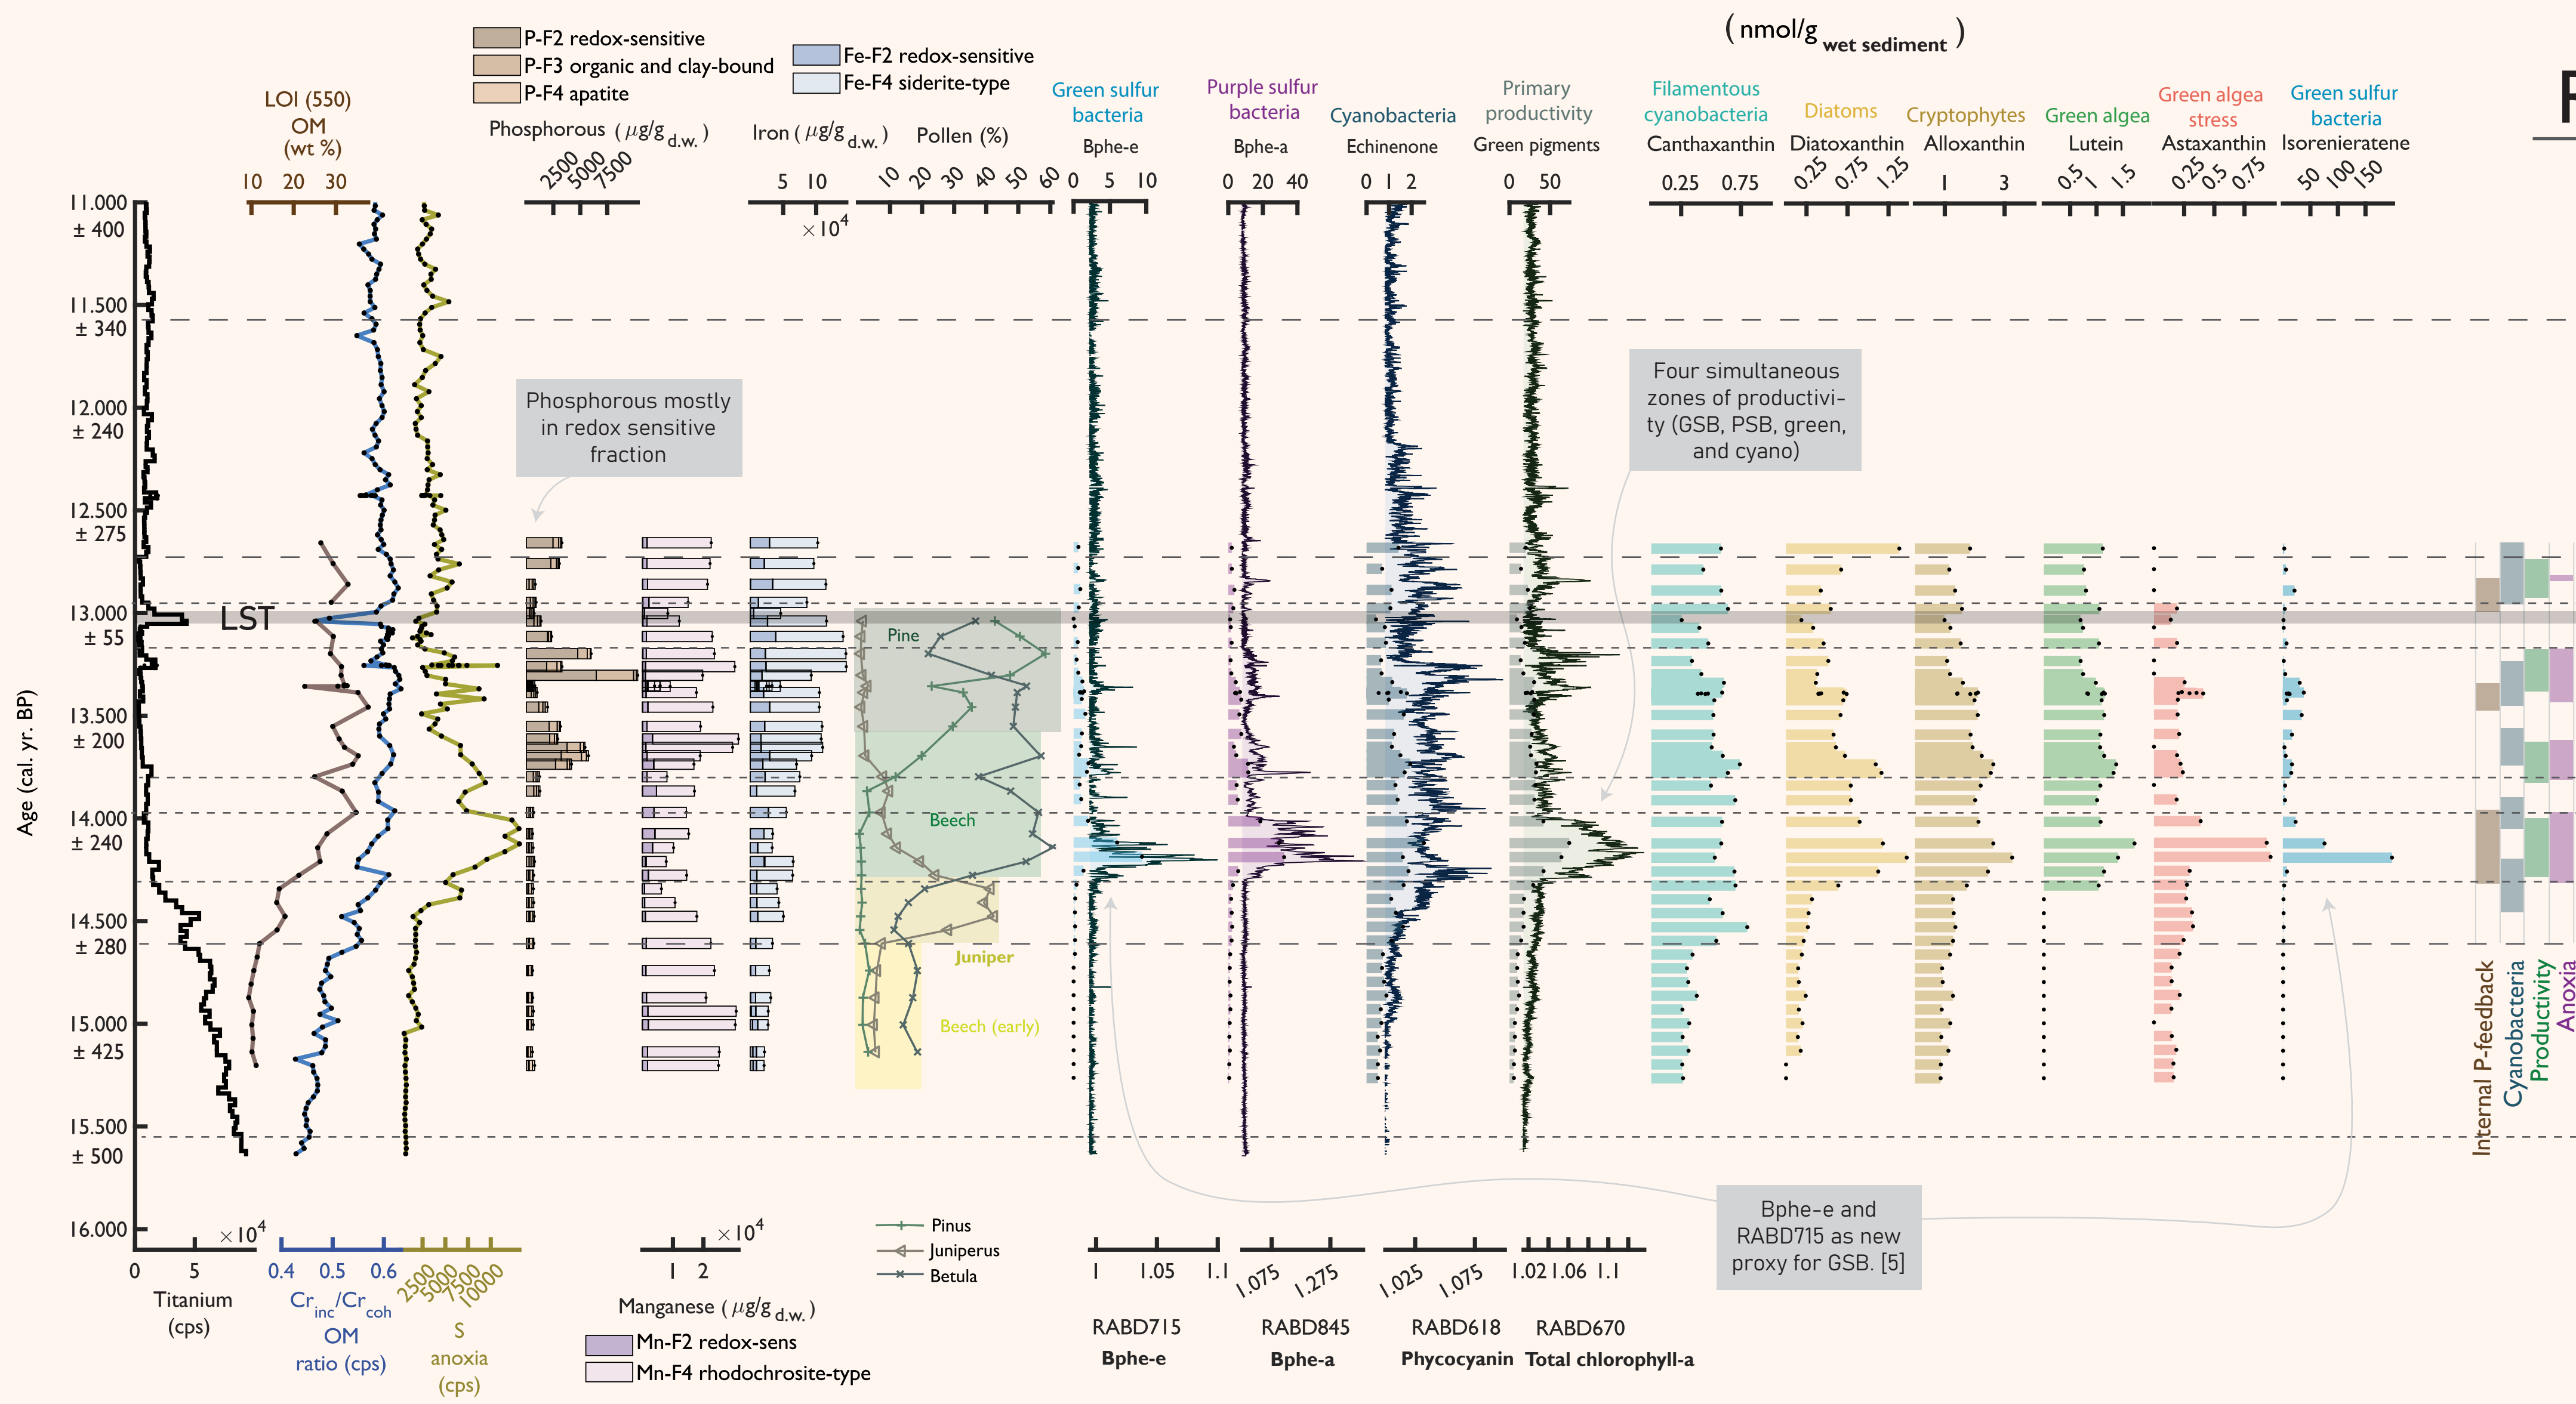 (nmol/g wet sediment)
P-F2 redox-sensitive
P-F3 organic and clay-bound
P-F4 apatite
Fe-F2 redox-sensitive
Fe-F4 siderite-type
LOI (550)
OM
(wt %)
10 20 30
Phosphorous (μg/g d.w.)
2500 5000 7500
Iron (μg/g d.w.)
5 10
×10⁴
Pollen (%)
10 20 30 40 50 60
Green sulfur
bacteria
Bphe-e
0 5 10
Purple sulfur
bacteria
Bphe-a
0 20 40
Cyanobacteria
Echinenone
0 1 2
Primary
productivity
Green pigments
0 50
Filamentous
cyanobacteria
Canthaxanthin
0.25 0.75
Diatoms
Diatoxanthin
0.25 0.75 1.25
Cryptophytes
Alloxanthin
1 3
Green algea
Lutein
0.5 1 1.5
Green algea
stress
Astaxanthin
0.25 0.5 0.75
Green sulfur
bacteria
Isorenieratene
50 100 150
Age (cal. yr. BP)
11.000
± 400
11.500
± 340
12.000
± 240
12.500
± 275
13.000
± 55
13.500
± 200
14.000
± 240
14.500
± 280
15.000
± 425
15.500
± 500
16.000
LST
Phosphorous mostly
in redox sensitive
fraction
Four simultaneous
zones of productivi-
ty (GSB, PSB, green,
and cyano)
Pine
Beech
Juniper
Beech (early)
Internal P-feedback
Cyanobacteria
Productivity
Anoxia
Bphe-e and
RABD715 as new
proxy for GSB. [5]
Pinus
Juniperus
Betula
×10⁴
0 5
Titanium
(cps)
0.4 0.5 0.6
Cr inc/Cr coh
OM
ratio (cps)
2500 5000 7500 10000
S
anoxia
(cps)
×10⁴
1 2
Manganese (μg/g d.w.)
Mn-F2 redox-sens
Mn-F4 rhodochrosite-type
1 1.05 1.1
RABD715
Bphe-e
1.075 1.275
RABD845
Bphe-a
1.025 1.075
RABD618
Phycocyanin
1.02 1.06 1.1
RABD670
Total chlorophyll-a